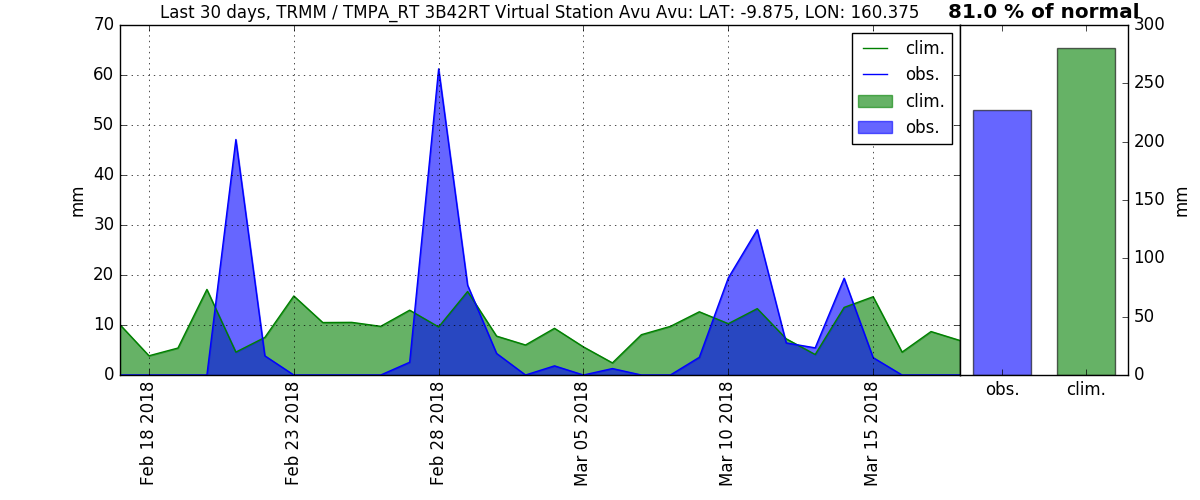 Last 30 days, TRMM / TMPA_RT 3B42RT Virtual Station Avu Avu: LAT: -9.875, LON: 160.375
81.0 % of normal
70
60
50
40
30
20
10
0
mm
clim.
obs.
clim.
obs.
Feb 18 2018
Feb 23 2018
Feb 28 2018
Mar 05 2018
Mar 10 2018
Mar 15 2018
300
250
200
150
100
50
0
mm
obs.
clim.